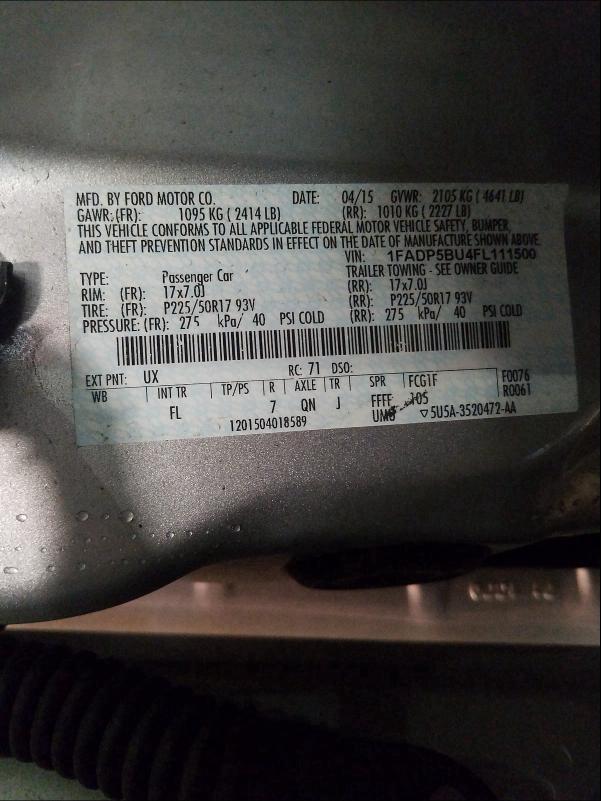 MFD. BY FORD MOTOR CO. DATE: 04/15 GVWR: 2105 KG ( 4641 LB)
GAWR:(FR): 1095 KG ( 2414 LB) (RR): 1010 KG ( 2227 LB)
THIS VEHICLE CONFORMS TO ALL APPLICABLE FEDERAL MOTOR VEHICLE SAFETY, BUMPER,
AND THEFT PREVENTION STANDARDS IN EFFECT ON THE DATE OF MANUFACTURE SHOWN ABOVE.
VIN: 1FADP5BU4FL111500
TYPE: Passenger Car TRAILER TOWING - SEE OWNER GUIDE
RIM: (FR): 17x7.0J (RR): 17x7.0J
TIRE: (FR): P225/50R17 93V (RR): P225/50R17 93V
PRESSURE: (FR): 275 kPa/ 40 PSI COLD (RR): 275 kPa/ 40 PSI COLD
EXT PNT: UX RC: 71 DSO:
WB INT TR TP/PS R AXLE TR SPR FCG1F F0076
FL 7 QN J FFFF 105 R0061
1201504018589 ▽5U5A-3520472-AA